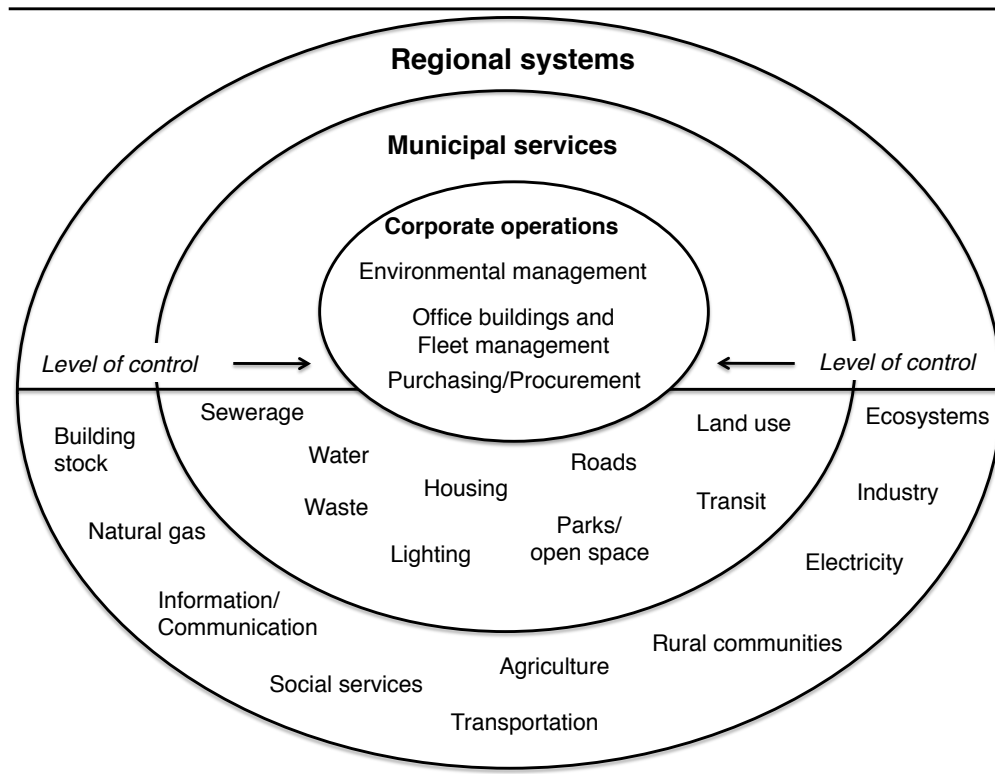 Regional systems
Municipal services
Corporate operations
Environmental management
Office buildings and
Fleet management
Level of control
Level of control
Purchasing/Procurement
Sewerage
Land use
Ecosystems
Building
stock
Water
Roads
Housing
Industry
Waste
Transit
Natural gas
Parks/
open space
Lighting
Electricity
Information/
Communication
Rural communities
Agriculture
Social services
Transportation